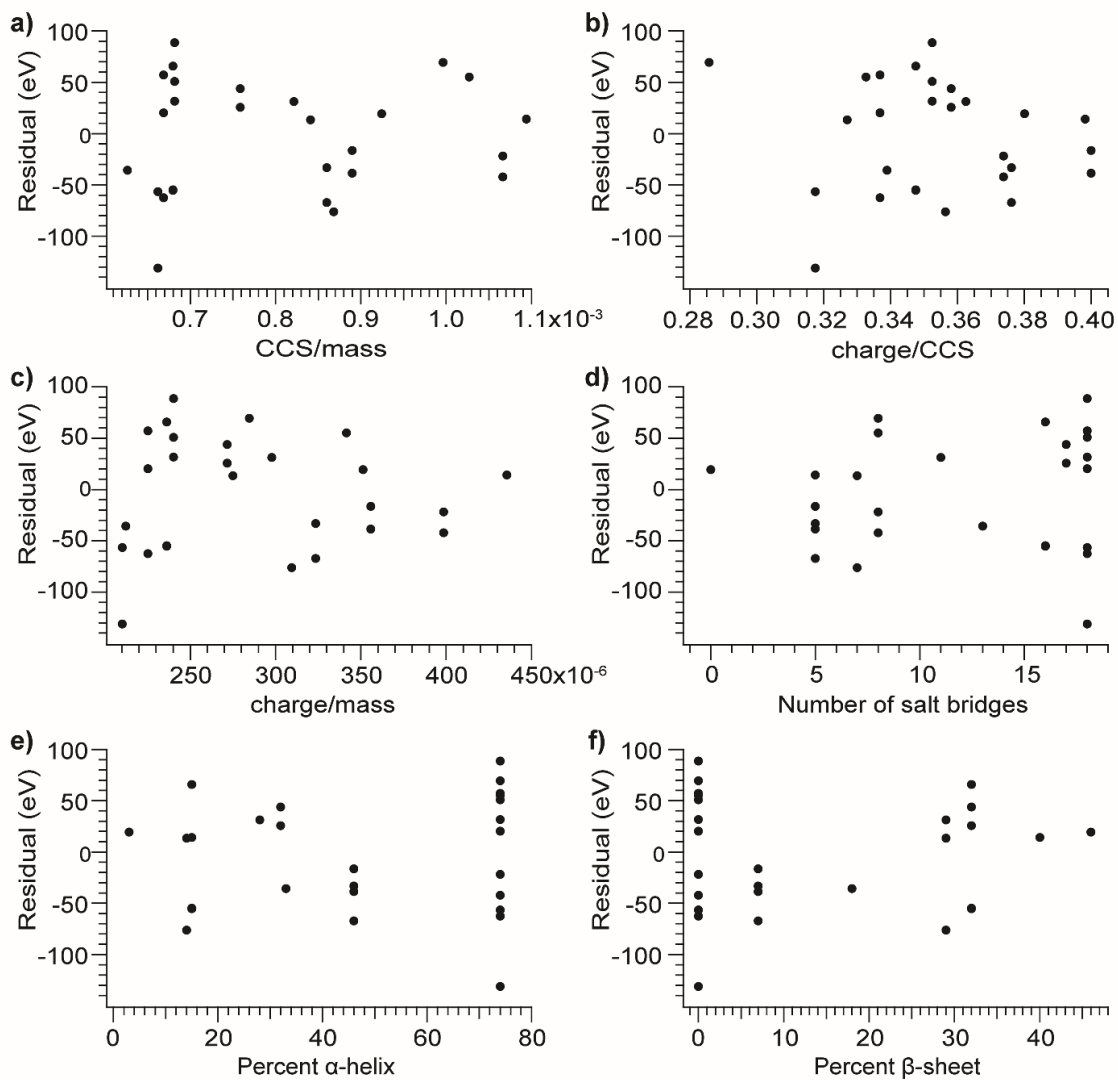 a)
Residual (eV)
100
50
0
-50
-100
0.7 0.8 0.9 1.0 1.1x10⁻³
CCS/mass
b)
Residual (eV)
100
50
0
-50
-100
0.28 0.30 0.32 0.34 0.36 0.38 0.40
charge/CCS
c)
Residual (eV)
100
50
0
-50
-100
250 300 350 400 450x10⁻⁶
charge/mass
d)
Residual (eV)
100
50
0
-50
-100
0 5 10 15
Number of salt bridges
e)
Residual (eV)
100
50
0
-50
-100
0 20 40 60 80
Percent α-helix
f)
Residual (eV)
100
50
0
-50
-100
0 10 20 30 40
Percent β-sheet